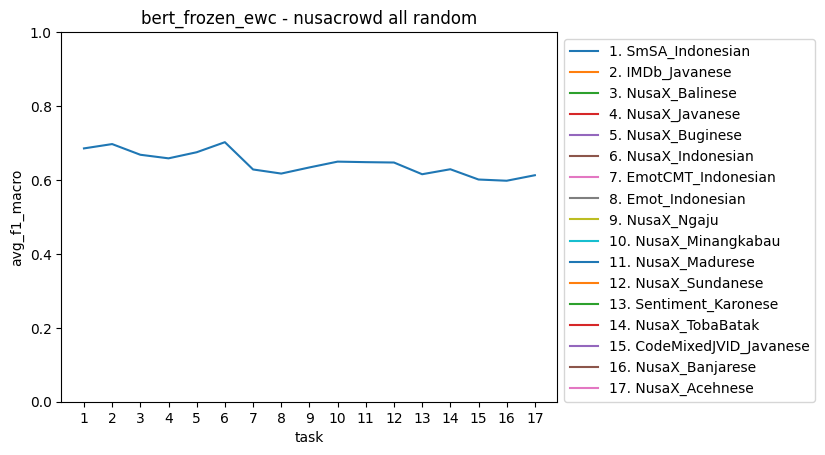 bert_frozen_ewc - nusacrowd all random
1.0
0.8
0.6
0.4
0.2
0.0
avg_f1_macro
1 2 3 4 5 6 7 8 9 10 11 12 13 14 15 16 17
task
1. SmSA_Indonesian
2. IMDb_Javanese
3. NusaX_Balinese
4. NusaX_Javanese
5. NusaX_Buginese
6. NusaX_Indonesian
7. EmotCMT_Indonesian
8. Emot_Indonesian
9. NusaX_Ngaju
10. NusaX_Minangkabau
11. NusaX_Madurese
12. NusaX_Sundanese
13. Sentiment_Karonese
14. NusaX_TobaBatak
15. CodeMixedJVID_Javanese
16. NusaX_Banjarese
17. NusaX_Acehnese